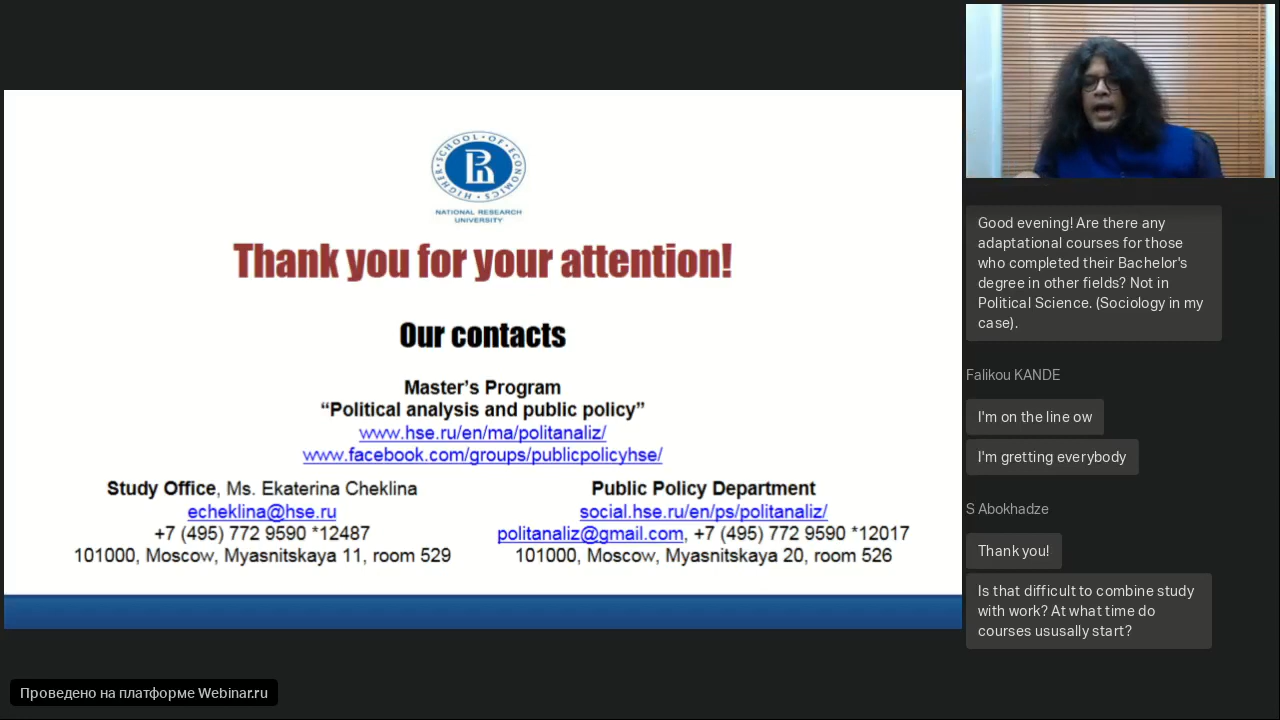 HIGHER · SCHOOL · OF · ECONOMICS
NATIONAL RESEARCH
UNIVERSITY
Thank you for your attention!
Our contacts
Master's Program
“Political analysis and public policy”
www.hse.ru/en/ma/politanaliz/
www.facebook.com/groups/publicpolicyhse/
Study Office, Ms. Ekaterina Cheklina
echeklina@hse.ru
+7 (495) 772 9590 *12487
101000, Moscow, Myasnitskaya 11, room 529
Public Policy Department
social.hse.ru/en/ps/politanaliz/
politanaliz@gmail.com, +7 (495) 772 9590 *12017
101000, Moscow, Myasnitskaya 20, room 526
Good evening! Are there any
adaptational courses for those
who completed their Bachelor's
degree in other fields? Not in
Political Science. (Sociology in my
case).
Falikou KANDE
I'm on the line ow
I'm gretting everybody
S Abokhadze
Thank you!
Is that difficult to combine study
with work? At what time do
courses ususally start?
Проведено на платформе Webinar.ru